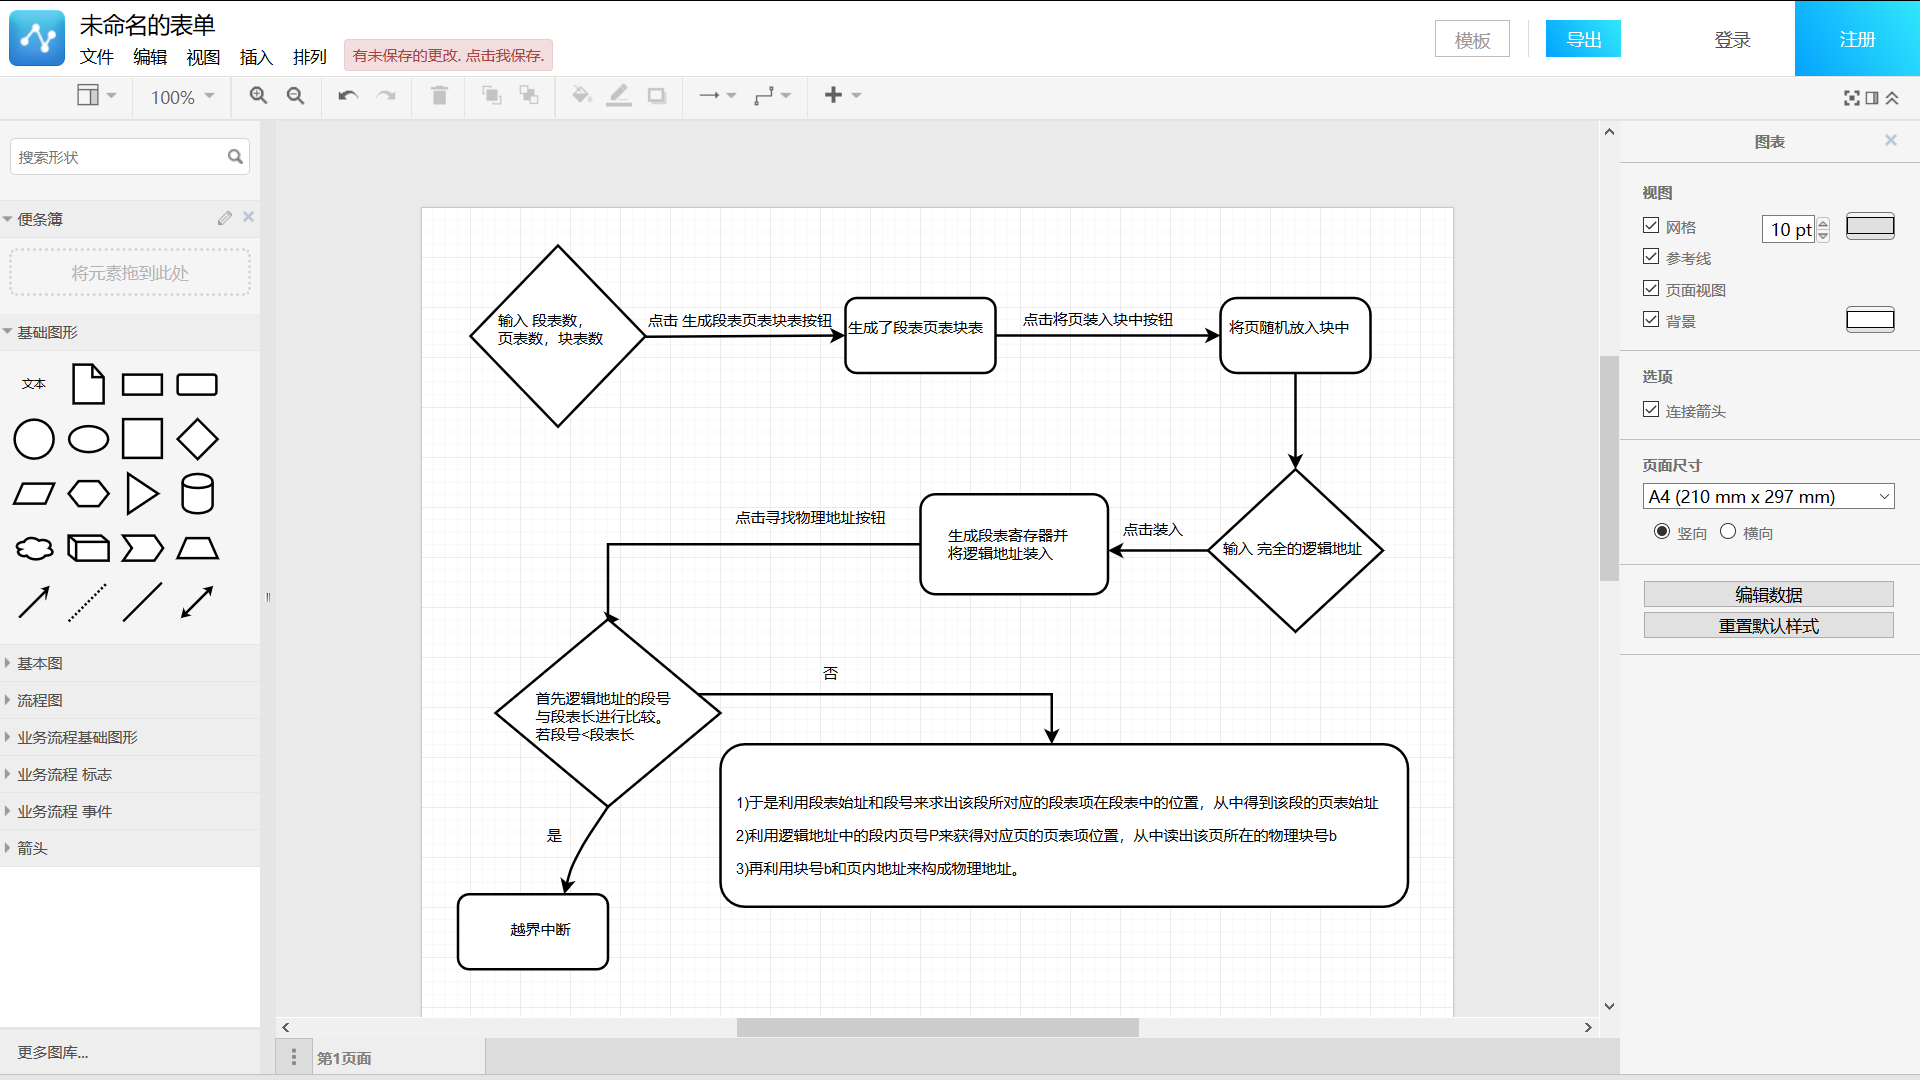 未命名的表单
文件 编辑 视图 插入 排列 有未保存的更改. 点击我保存.
模板 导出 登录 注册
100%
搜索形状
便条簿
将元素拖到此处
基础图形
文本
基本图
流程图
业务流程基础图形
业务流程 标志
业务流程 事件
箭头
更多图库...
输入 段表数，
页表数，块表数
点击 生成段表页表块表按钮
生成了段表页表块表
点击将页装入块中按钮
将页随机放入块中
输入 完全的逻辑地址
点击装入
生成段表寄存器并
将逻辑地址装入
点击寻找物理地址按钮
首先逻辑地址的段号
与段表长进行比较。
若段号<段表长
否
1)于是利用段表始址和段号来求出该段所对应的段表项在段表中的位置，从中得到该段的页表始址
2)利用逻辑地址中的段内页号P来获得对应页的页表项位置，从中读出该页所在的物理块号b
3)再利用块号b和页内地址来构成物理地址。
是
越界中断
第1页面
图表
视图
网格 10 pt
参考线
页面视图
背景
选项
连接箭头
页面尺寸
A4 (210 mm x 297 mm)
竖向 横向
编辑数据
重置默认样式